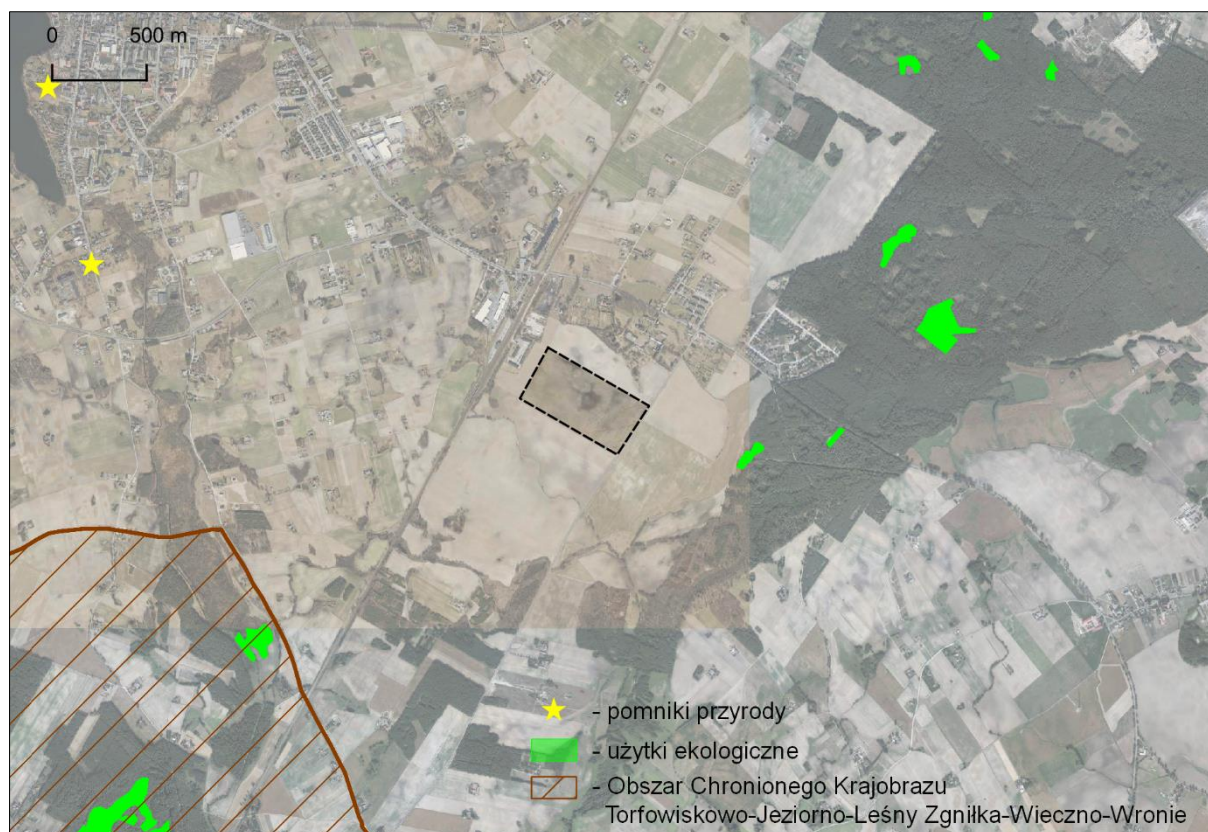 0 500 m
- pomniki przyrody
- użytki ekologiczne
- Obszar Chronionego Krajobrazu
Torfowiskowo-Jeziorno-Leśny Zgniłka-Wieczno-Wronie